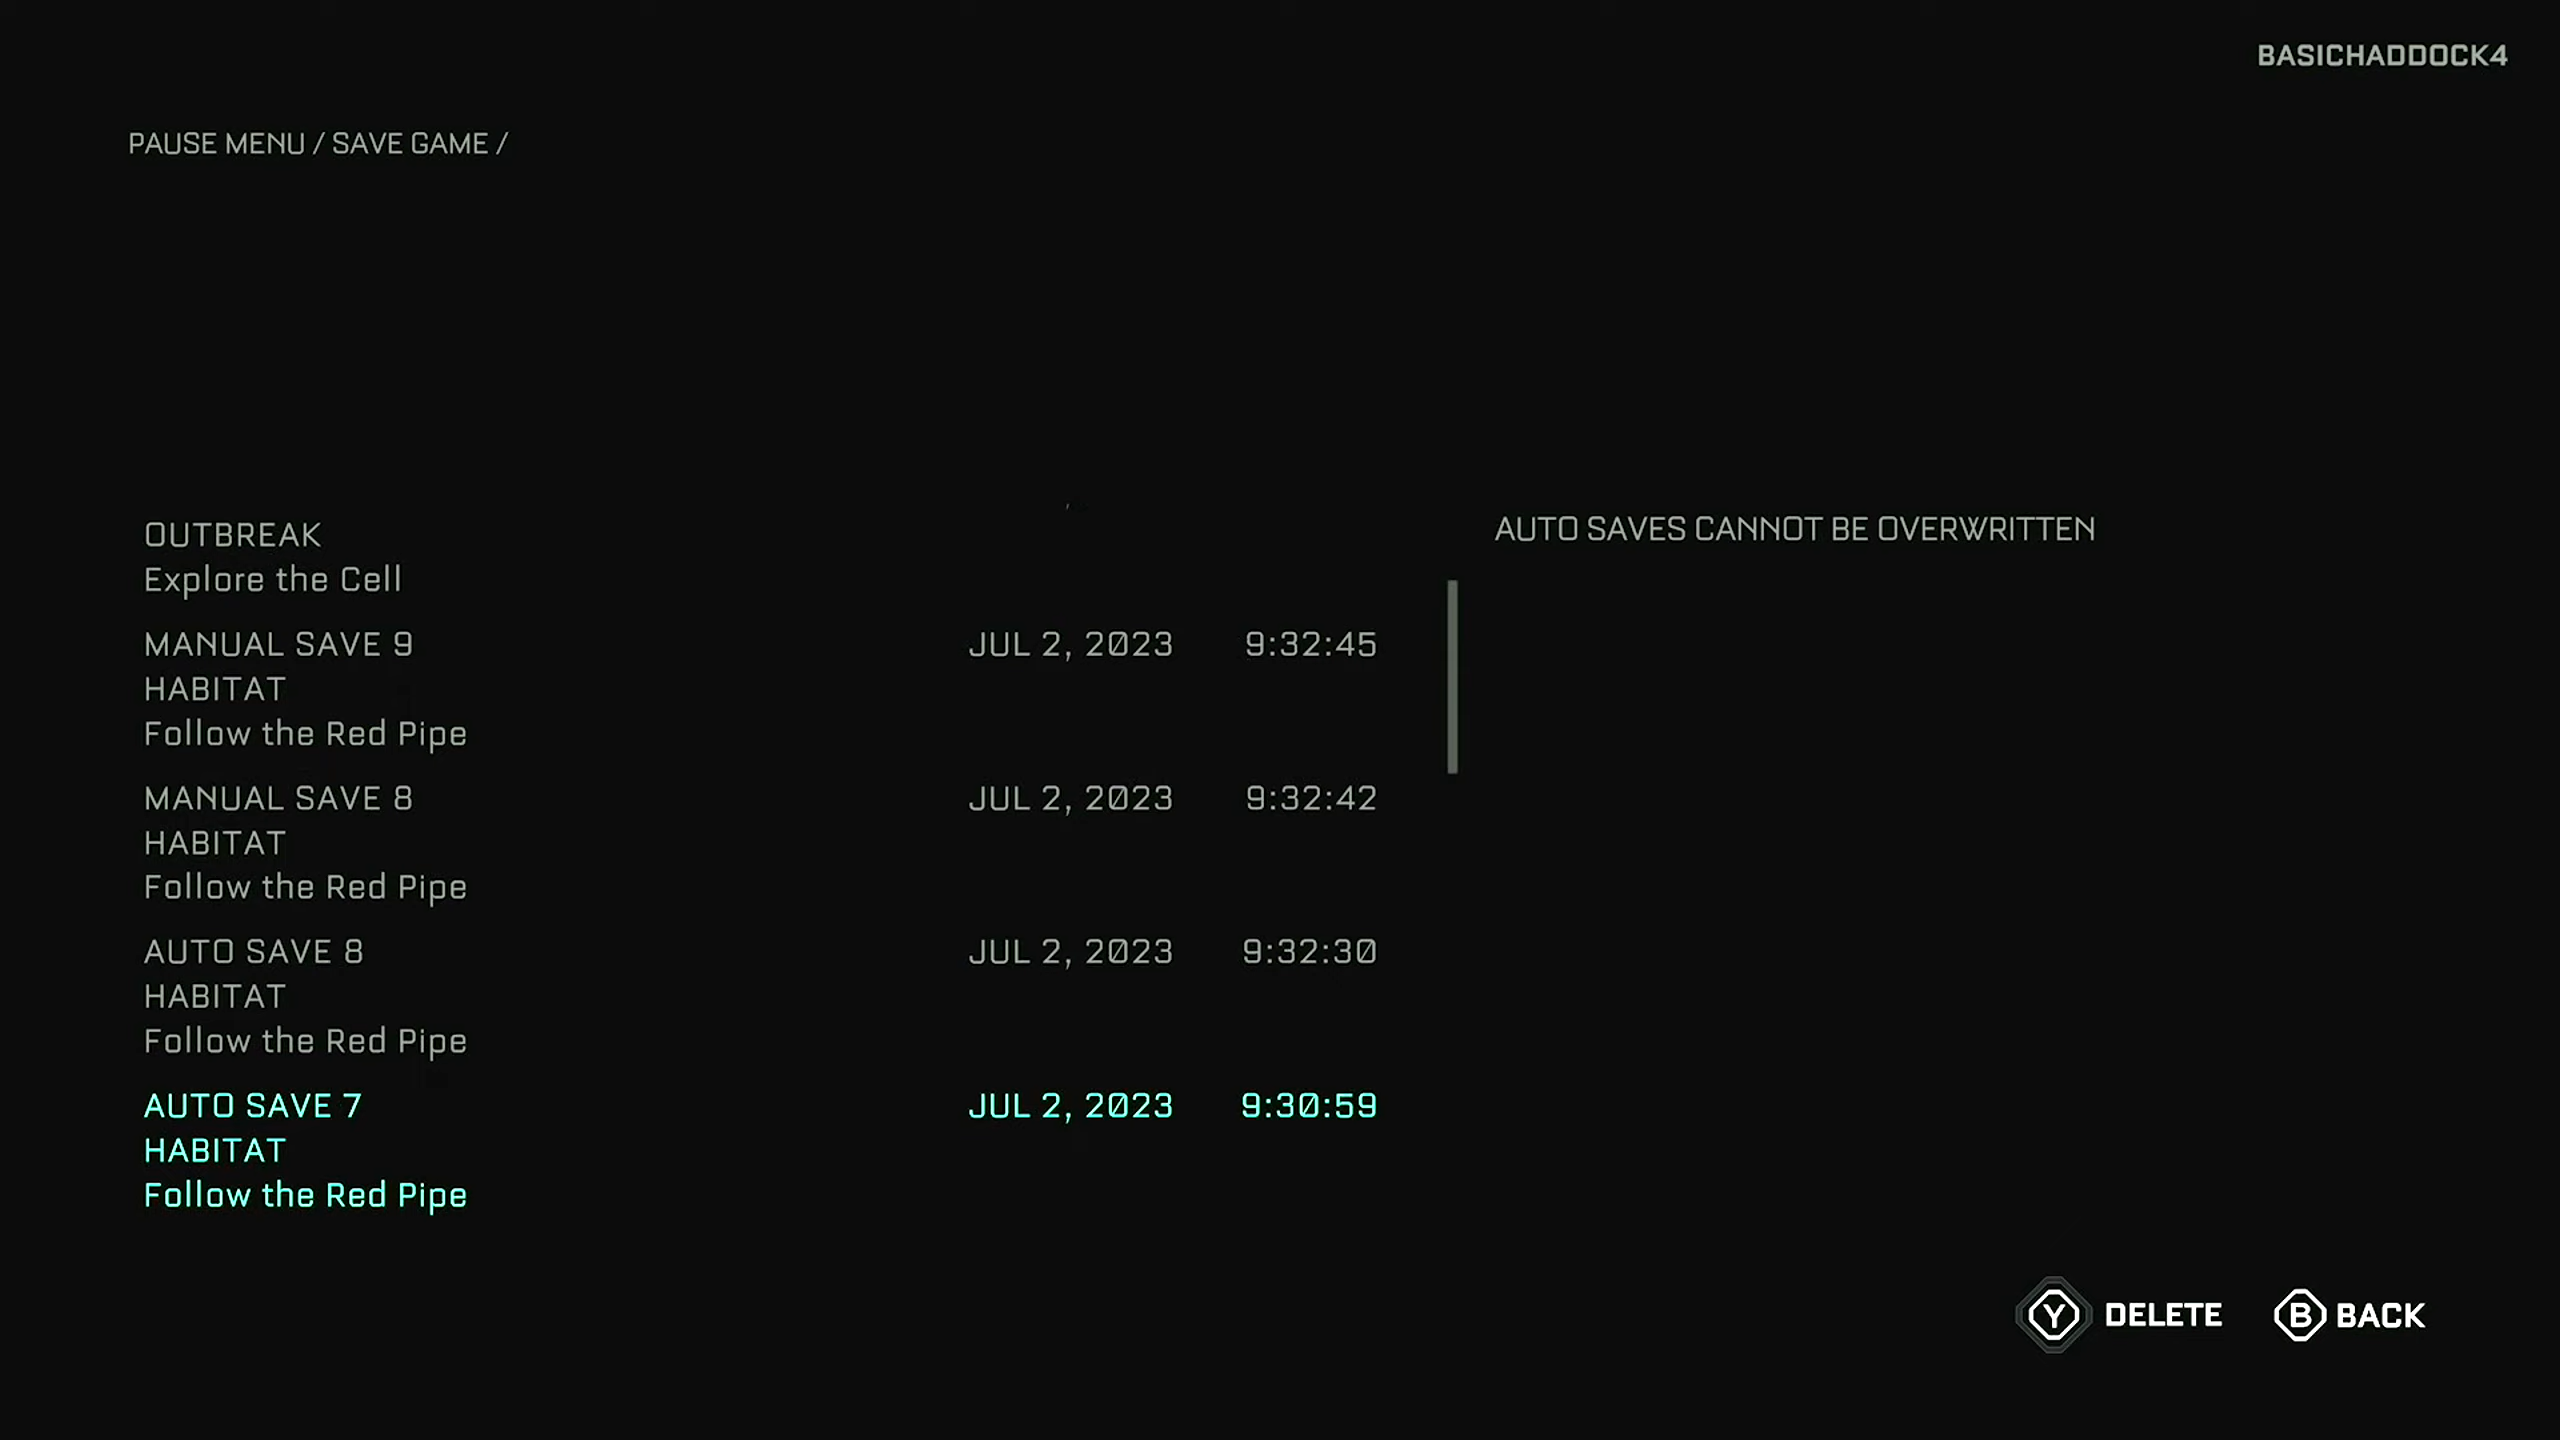 BASICHADDOCK4
PAUSE MENU / SAVE GAME /
OUTBREAK
Explore the Cell
AUTO SAVES CANNOT BE OVERWRITTEN
MANUAL SAVE 9 JUL 2, 2023 9:32:45
HABITAT
Follow the Red Pipe
MANUAL SAVE 8 JUL 2, 2023 9:32:42
HABITAT
Follow the Red Pipe
AUTO SAVE 8 JUL 2, 2023 9:32:30
HABITAT
Follow the Red Pipe
AUTO SAVE 7 JUL 2, 2023 9:30:59
HABITAT
Follow the Red Pipe
Y DELETE B BACK